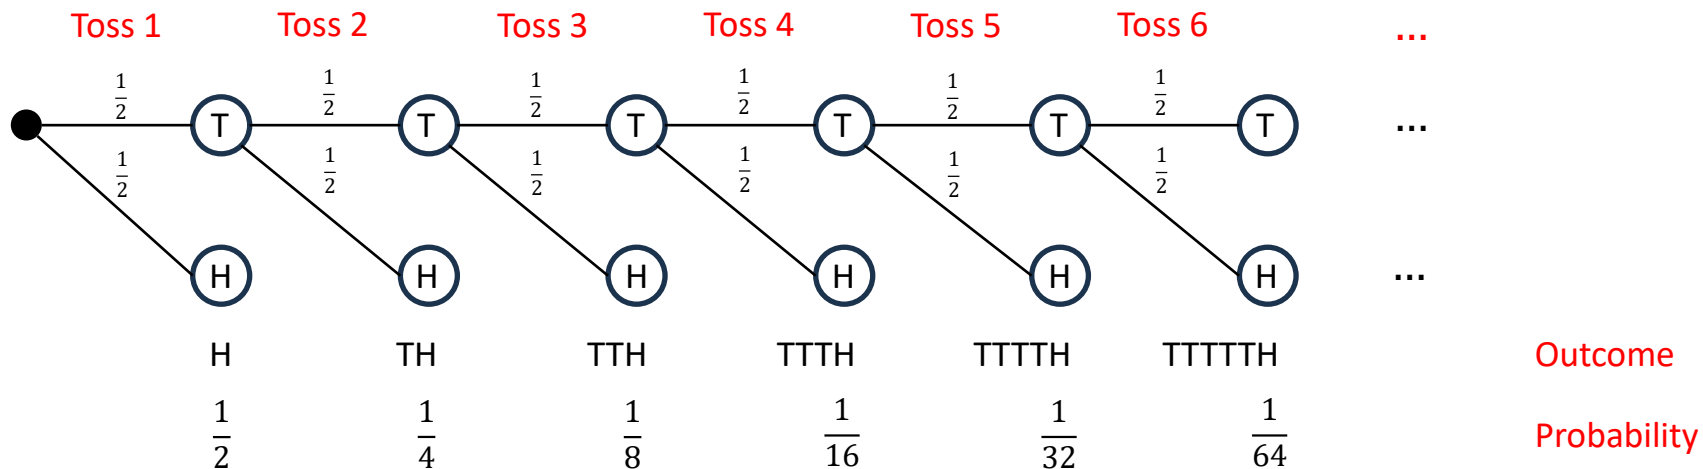 Toss 1 Toss 2 Toss 3 Toss 4 Toss 5 Toss 6 ...
1/2 1/2 1/2 1/2 1/2 1/2
T T T T T T ...
1/2 1/2 1/2 1/2 1/2 1/2
H H H H H H ...
H TH TTH TTTH TTTTH TTTTTH Outcome
1/2 1/4 1/8 1/16 1/32 1/64 Probability